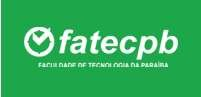 fatecpb
FACULDADE DE TECNOLOGIA DA PARAÍBA